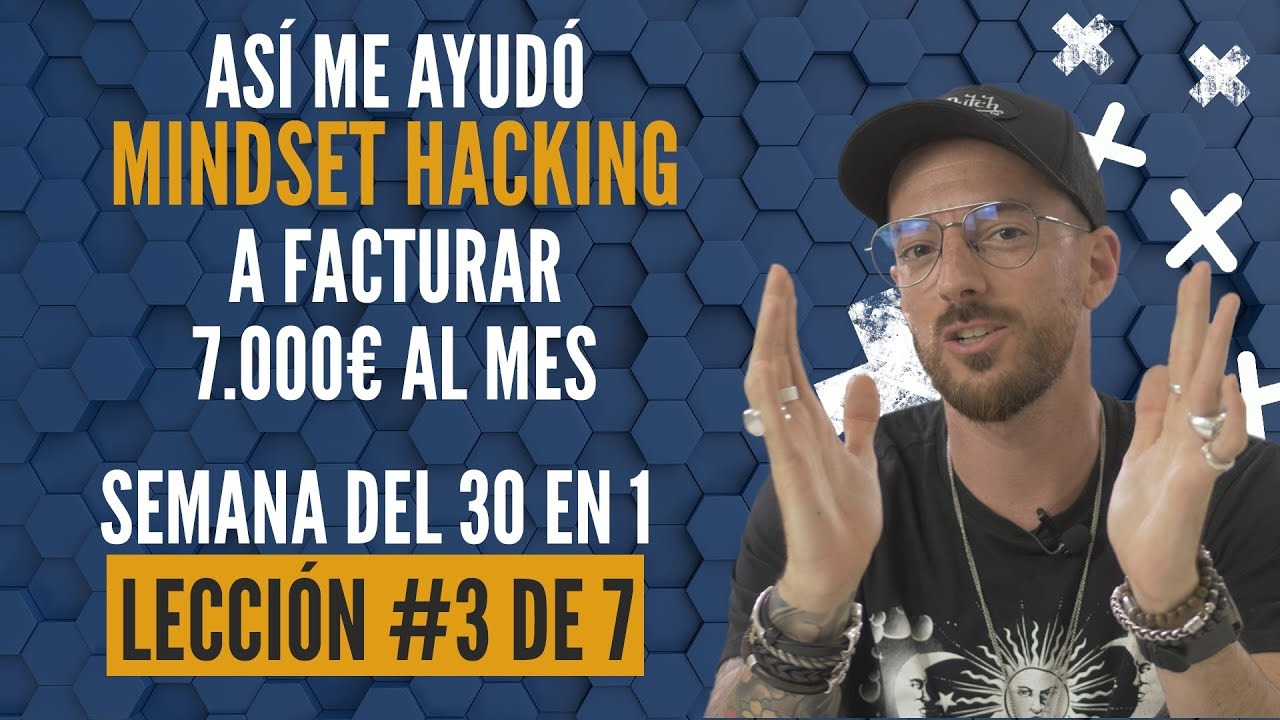 ASÍ ME AYUDÓ
MINDSET HACKING
A FACTURAR
7.000€ AL MES
SEMANA DEL 30 EN 1
LECCIÓN #3 DE 7